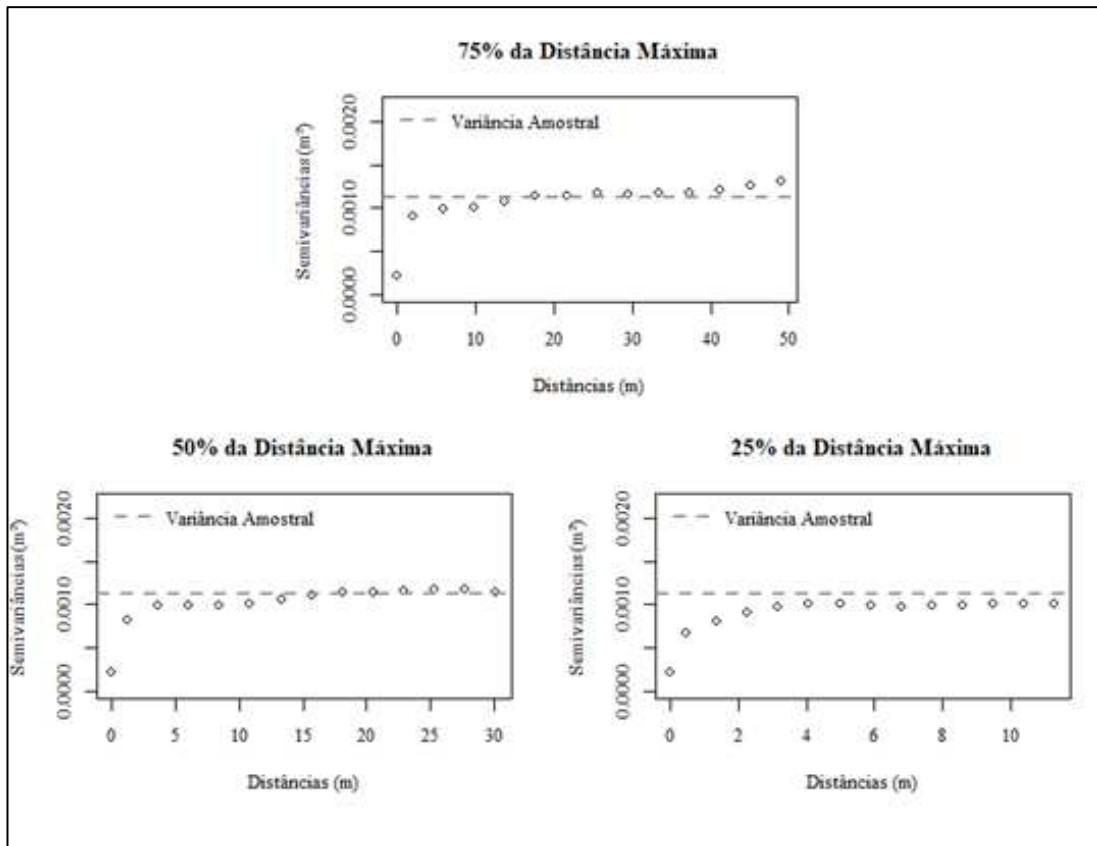 75% da Distância Máxima
Variância Amostral
Semivariâncias (m²)
0.0000 0.0010 0.0020
0 10 20 30 40 50
Distâncias (m)
50% da Distância Máxima
Variância Amostral
Semivariâncias (m²)
0.0000 0.0010 0.0020
0 5 10 15 20 25 30
Distâncias (m)
25% da Distância Máxima
Variância Amostral
Semivariâncias (m²)
0.0000 0.0010 0.0020
0 2 4 6 8 10
Distâncias (m)